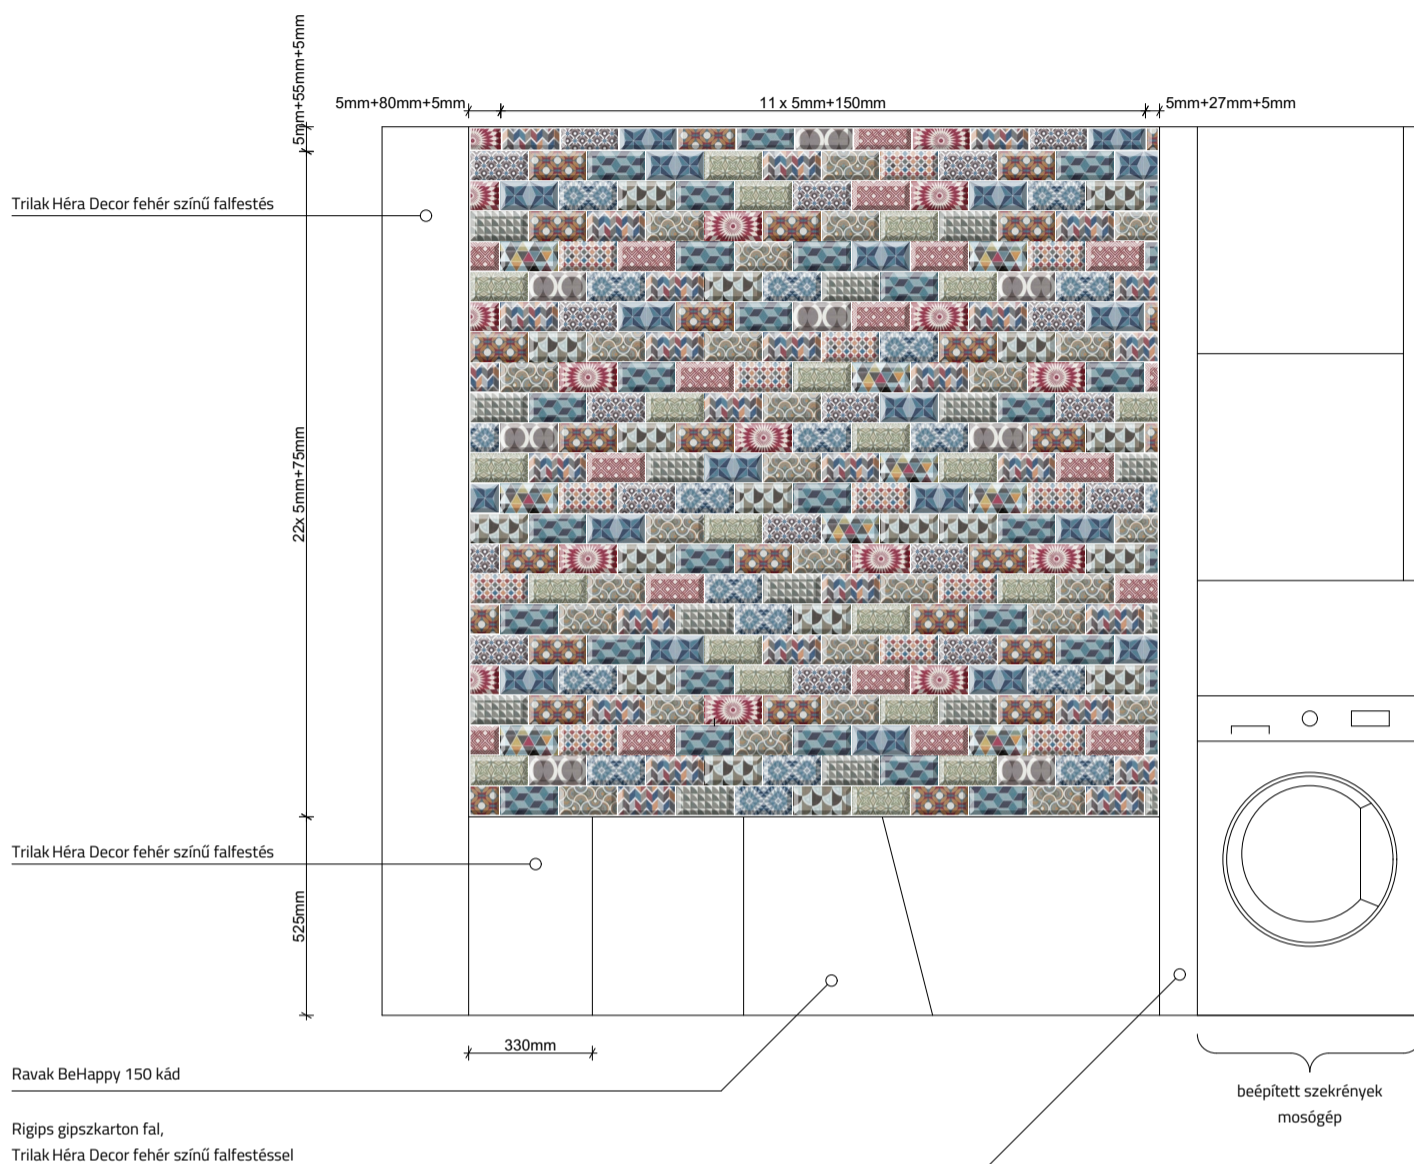 5mm+55mm+5mm
5mm+80mm+5mm
11 x 5mm+150mm
5mm+27mm+5mm
Trilak Héra Decor fehér színű falfestés
22x 5mm+75mm
Trilak Héra Decor fehér színű falfestés
525mm
330mm
Ravak BeHappy 150 kád
beépített szekrények
mosógép
Rigips gipszkarton fal,
Trilak Héra Decor fehér színű falfestéssel